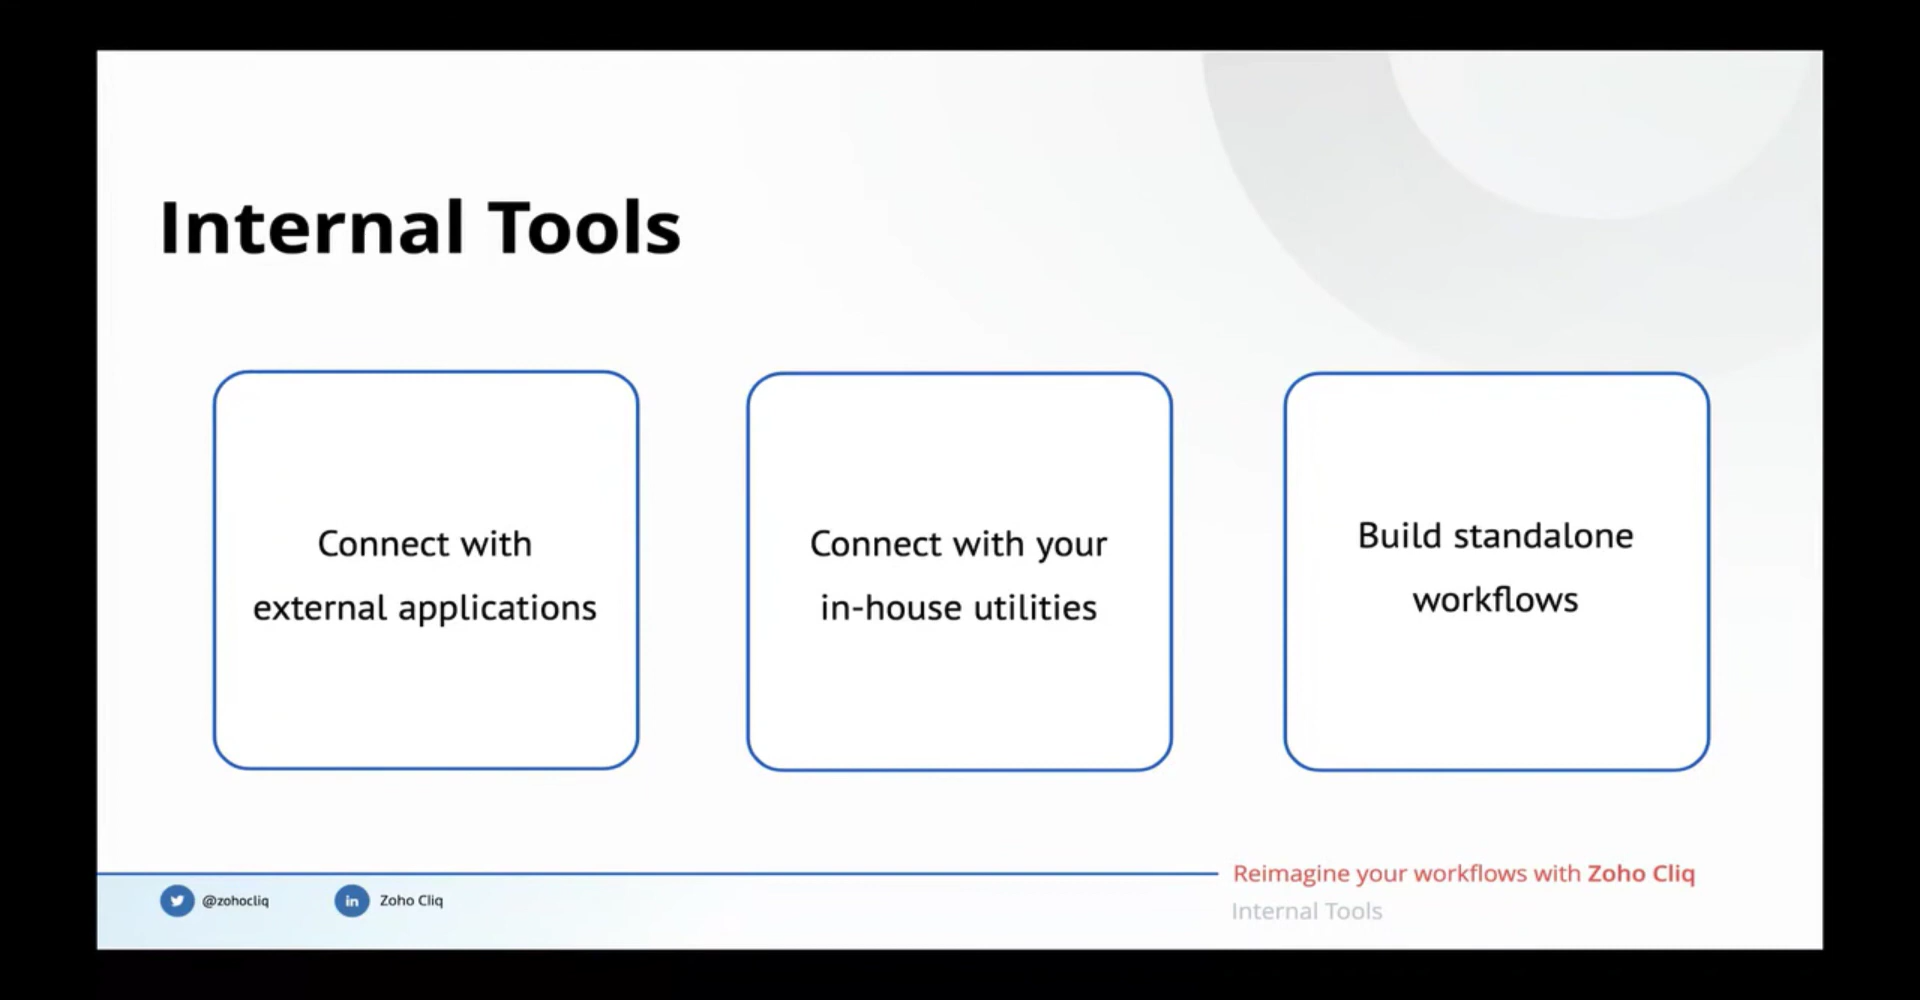 Internal Tools
Connect with
external applications
Connect with your
in-house utilities
Build standalone
workflows
@zohocliq
in
Zoho Cliq
Reimagine your workflows with Zoho Cliq
Internal Tools